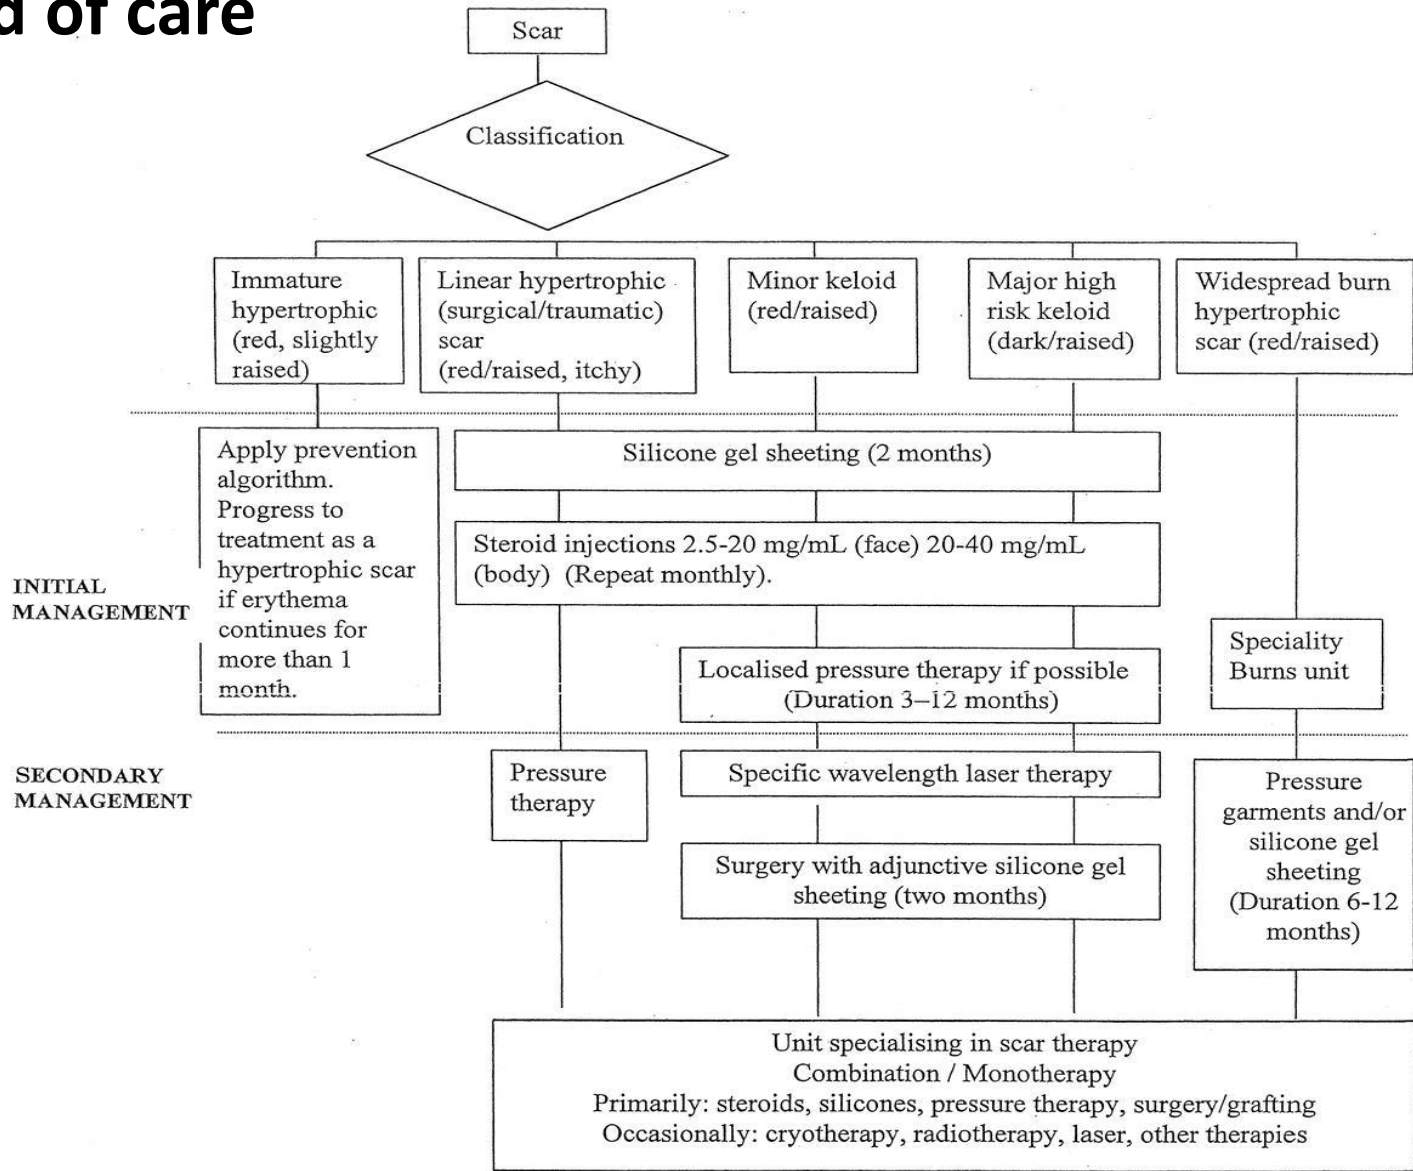 d of care
Scar
Classification
Immature
hypertrophic
(red, slightly
raised)
Linear hypertrophic
(surgical/traumatic)
scar
(red/raised, itchy)
Minor keloid
(red/raised)
Major high
risk keloid
(dark/raised)
Widespread burn
hypertrophic
scar (red/raised)
INITIAL
MANAGEMENT
Apply prevention
algorithm.
Progress to
treatment as a
hypertrophic scar
if erythema
continues for
more than 1
month.
Silicone gel sheeting (2 months)
Steroid injections 2.5-20 mg/mL (face) 20-40 mg/mL
(body) (Repeat monthly).
Localised pressure therapy if possible
(Duration 3–12 months)
Speciality
Burns unit
SECONDARY
MANAGEMENT
Pressure
therapy
Specific wavelength laser therapy
Surgery with adjunctive silicone gel
sheeting (two months)
Pressure
garments and/or
silicone gel
sheeting
(Duration 6-12
months)
Unit specialising in scar therapy
Combination / Monotherapy
Primarily: steroids, silicones, pressure therapy, surgery/grafting
Occasionally: cryotherapy, radiotherapy, laser, other therapies